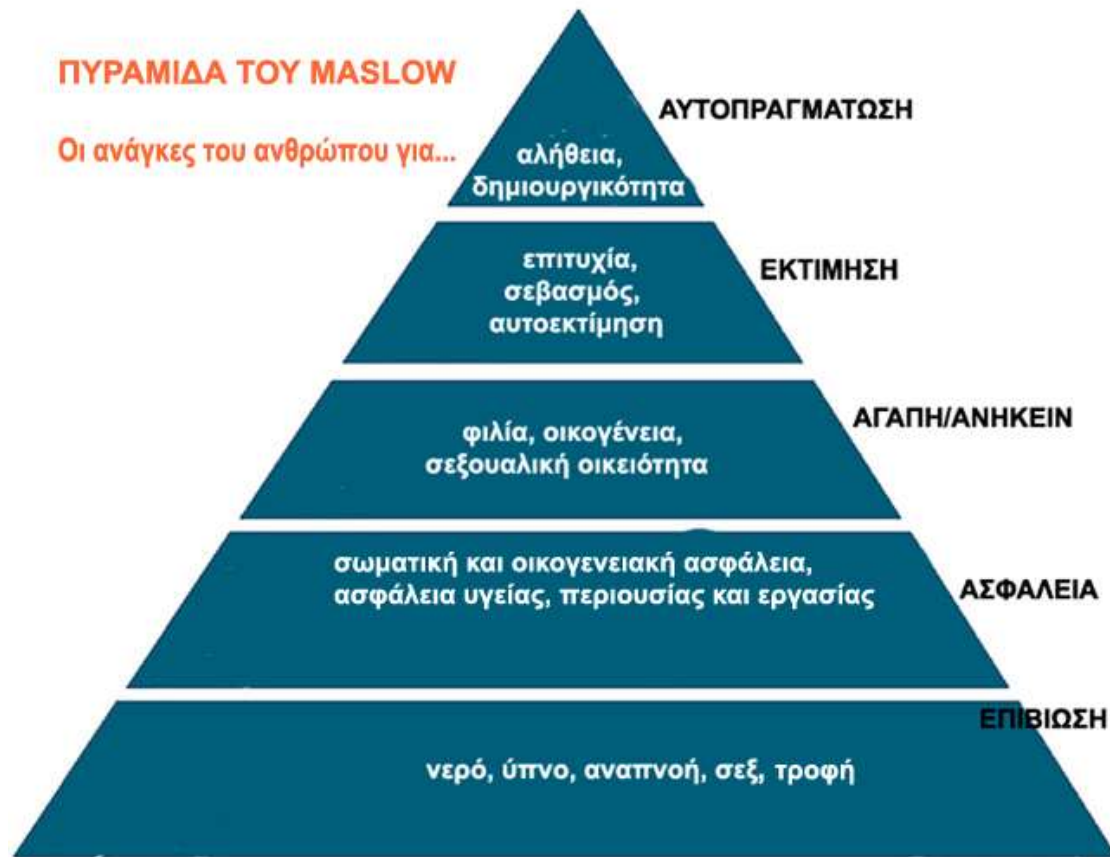 ΠΥΡΑΜΙΔΑ ΤΟΥ MASLOW
Οι ανάγκες του ανθρώπου για...
ΑΥΤΟΠΡΑΓΜΑΤΩΣΗ
αλήθεια,
δημιουργικότητα
ΕΚΤΙΜΗΣΗ
επιτυχία,
σεβασμός,
αυτοεκτίμηση
ΑΓΑΠΗ/ΑΝΗΚΕΙΝ
φιλία, οικογένεια,
σεξουαλική οικειότητα
ΑΣΦΑΛΕΙΑ
σωματική και οικογενειακή ασφάλεια,
ασφάλεια υγείας, περιουσίας και εργασίας
ΕΠΙΒΙΩΣΗ
νερό, ύπνο, αναπνοή, σεξ, τροφή